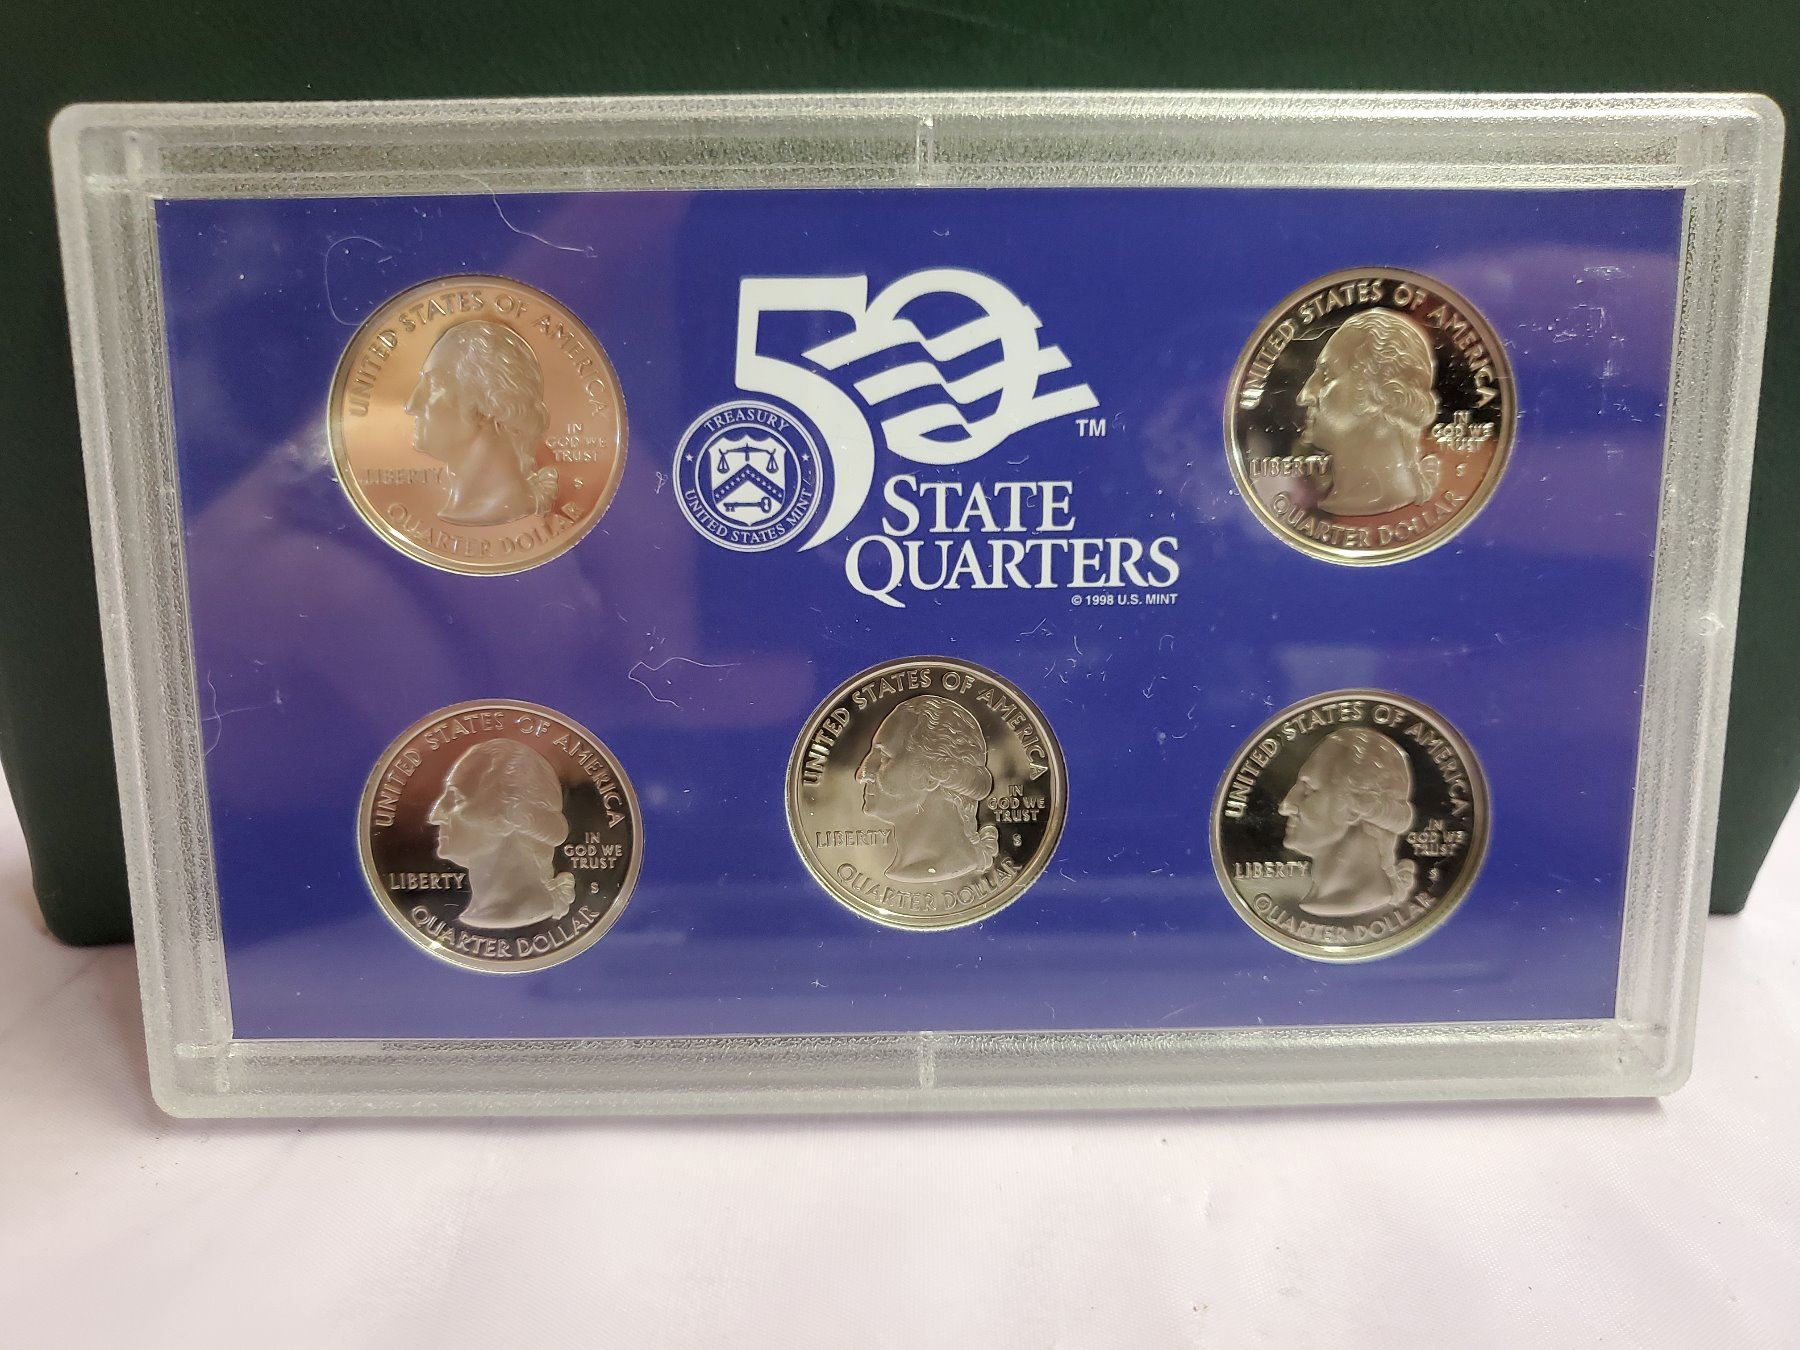 50
TM
TREASURY
UNITED STATES MINT
STATE
QUARTERS
© 1998 U.S. MINT
UNITED STATES OF AMERICA
IN
GOD WE
TRUST
LIBERTY
S
QUARTER DOLLAR
UNITED STATES OF AMERICA
IN
GOD WE
TRUST
LIBERTY
S
QUARTER DOLLAR
UNITED STATES OF AMERICA
IN
GOD WE
TRUST
LIBERTY
S
QUARTER DOLLAR
UNITED STATES OF AMERICA
IN
GOD WE
TRUST
LIBERTY
S
QUARTER DOLLAR
UNITED STATES OF AMERICA
IN
GOD WE
TRUST
LIBERTY
S
QUARTER DOLLAR